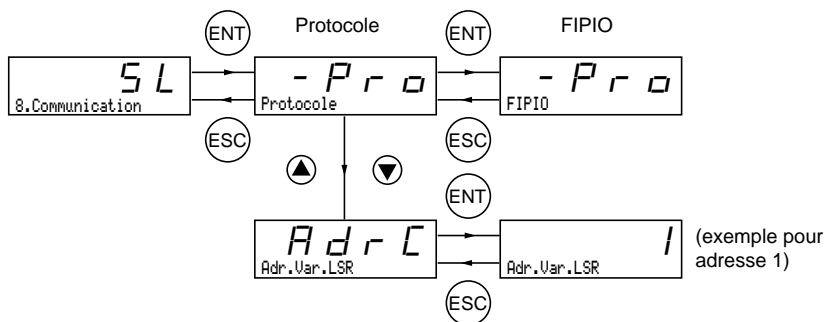 Protocole FIPIO
ENT ENT
SL -Pro -Pro
8.Communication Protocole FIPIO
ESC ESC
ENT
AdrC 1 (exemple pour
Adr.Var.LSR Adr.Var.LSR adresse 1)
ESC